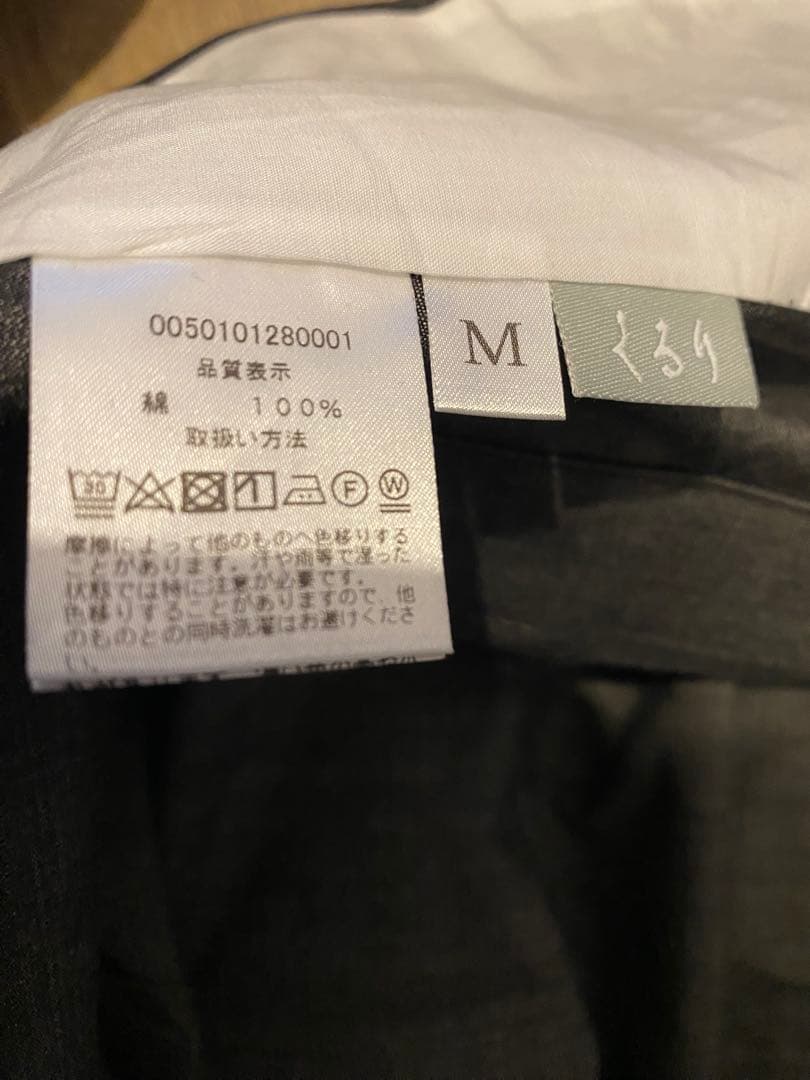 0050101280001
品質表示
綿 100%
取扱い方法
30 1 F W
摩擦によって他のものへ色移りする
ことがあります。汗や雨等で湿った
状態では特に注意が必要です。
色移りすることがありますので、他
のものとの同時洗濯はお避けくださ
い。
M
くるり